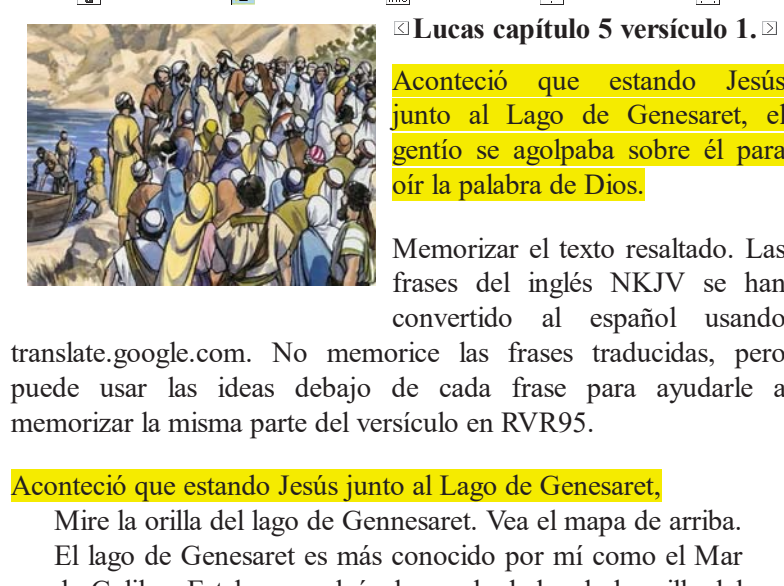 Lucas capítulo 5 versículo 1.
Aconteció que estando Jesús
junto al Lago de Genesaret, el
gentío se agolpaba sobre él para
oír la palabra de Dios.
Memorizar el texto resaltado. Las
frases del inglés NKJV se han
convertido al español usando
translate.google.com. No memorice las frases traducidas, pero
puede usar las ideas debajo de cada frase para ayudarle a
memorizar la misma parte del versículo en RVR95.
Aconteció que estando Jesús junto al Lago de Genesaret,
Mire la orilla del lago de Gennesaret. Vea el mapa de arriba.
El lago de Genesaret es más conocido por mí como el Mar